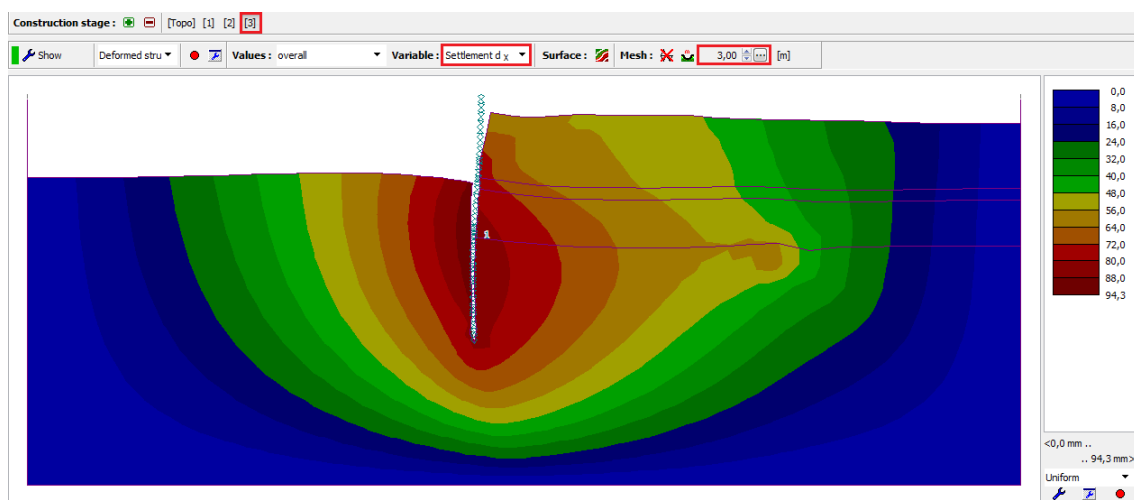 Construction stage : [Topo] [1] [2] [3]
Show Deformed stru Values : overall Variable : Settlement d x Surface : Mesh : 3,00 [m]
1
0,0
8,0
16,0
24,0
32,0
40,0
48,0
56,0
64,0
72,0
80,0
88,0
94,3
<0,0 mm ..
.. 94,3 mm>
Uniform